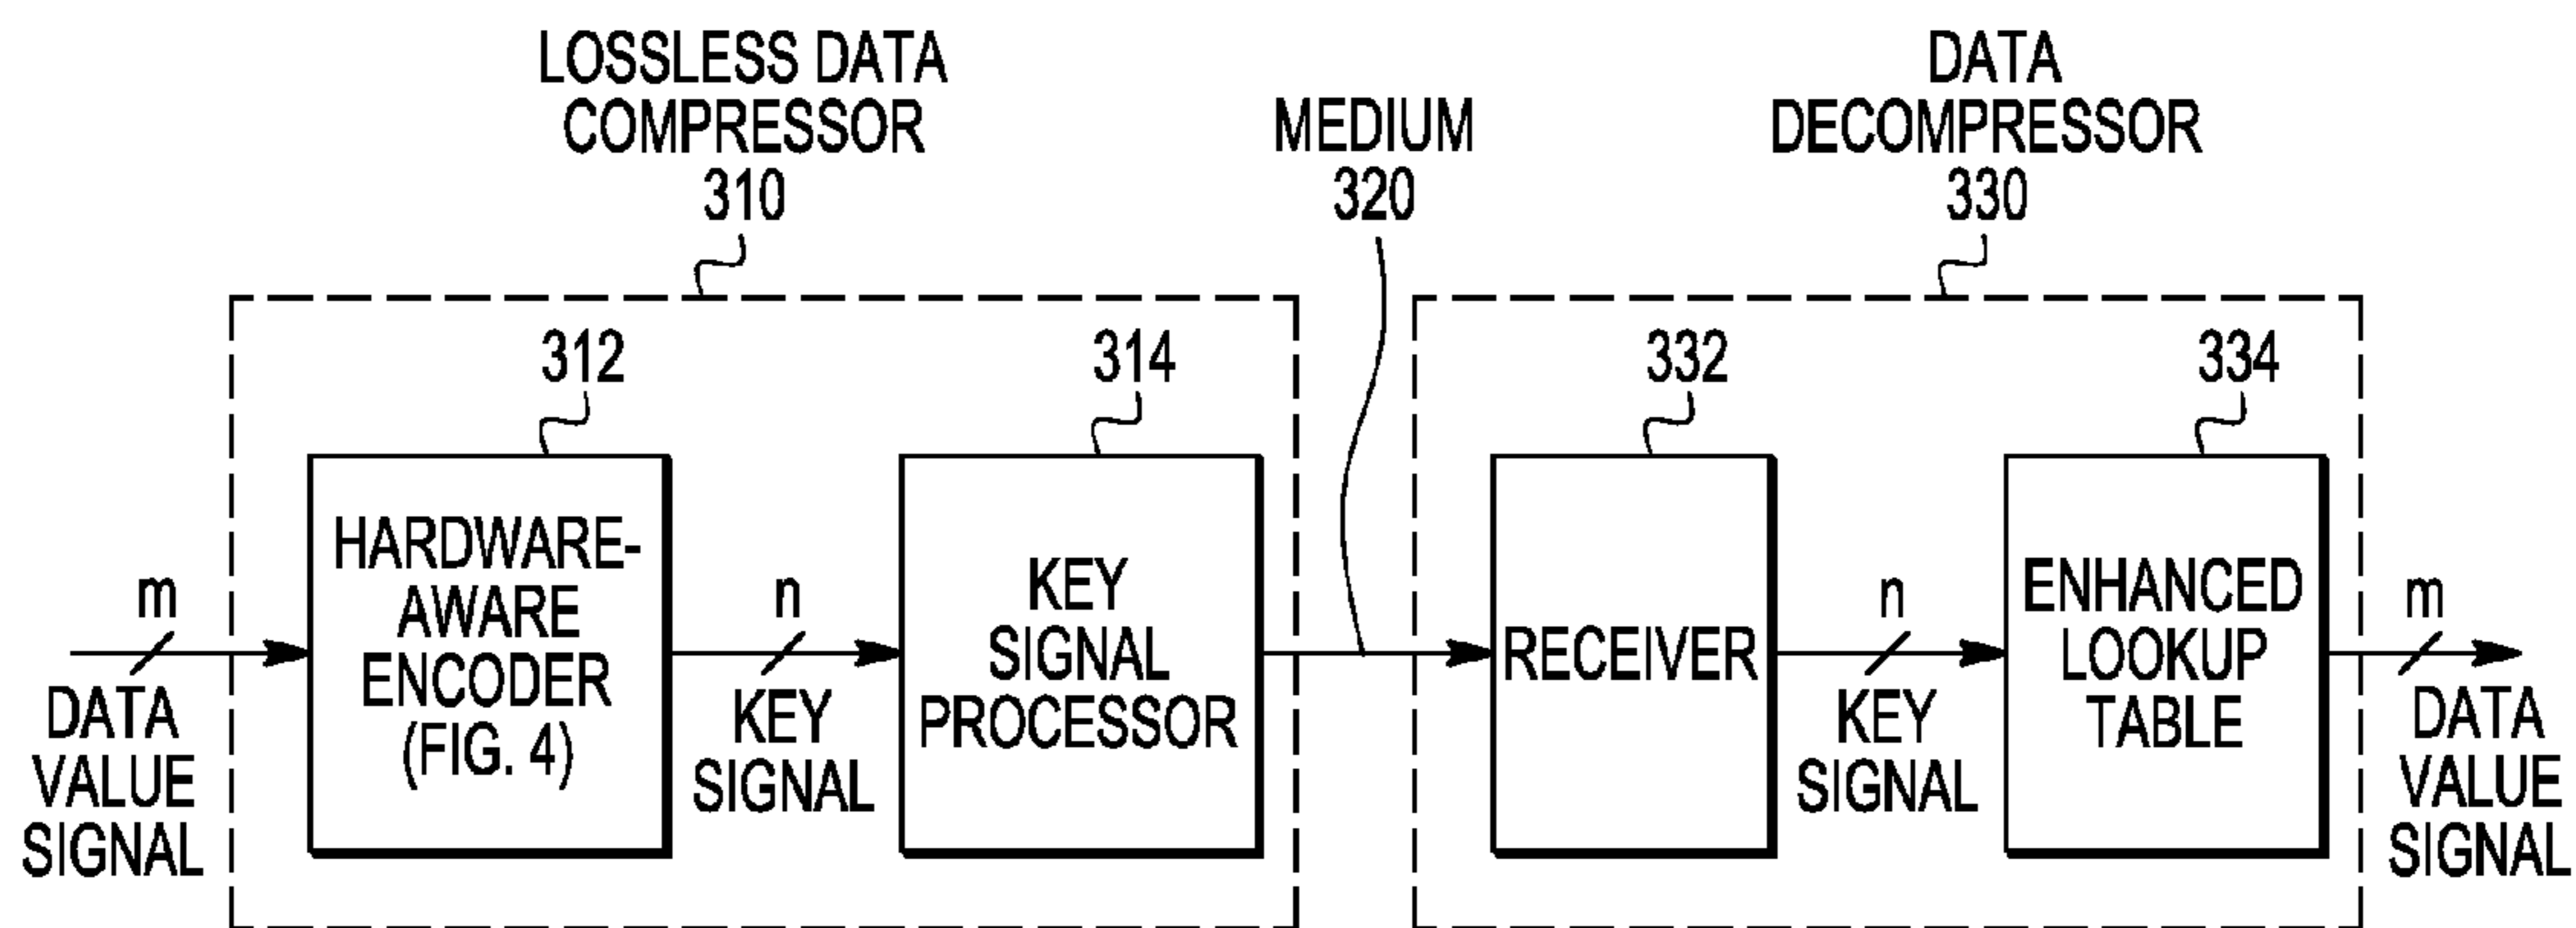 LOSSLESS DATA
COMPRESSOR
310
MEDIUM
320
DATA
DECOMPRESSOR
330
312
314
332
334
m
DATA
VALUE
SIGNAL
HARDWARE-
AWARE
ENCODER
(FIG. 4)
n
KEY
SIGNAL
KEY
SIGNAL
PROCESSOR
RECEIVER
n
KEY
SIGNAL
ENHANCED
LOOKUP
TABLE
m
DATA
VALUE
SIGNAL